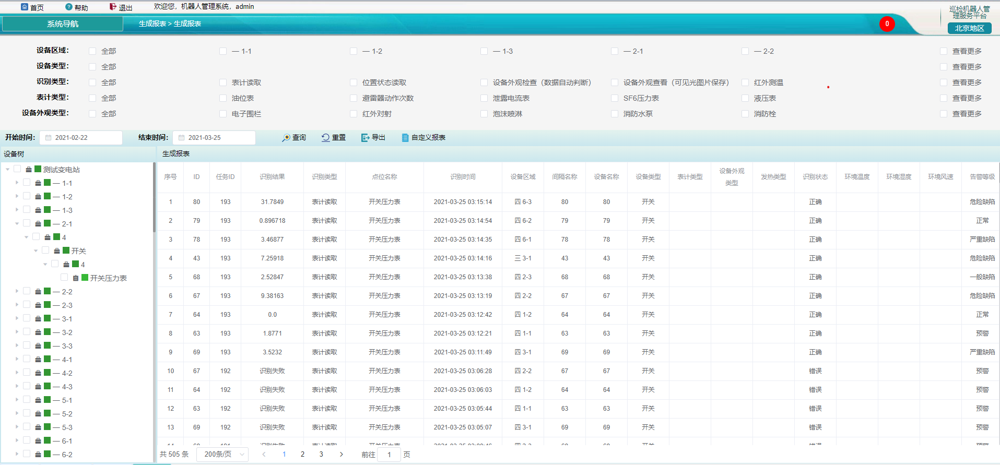 首页 帮助 退出 欢迎您，机器人管理系统，admin
巡检机器人管
理服务平台
系统导航 生成报表 > 生成报表 0 北京地区
设备区域： 全部 一 1-1 一 1-2 一 1-3 一 2-1 一 2-2 查看更多
设备类型： 全部 查看更多
识别类型： 全部 表计读取 位置状态读取 设备外观检查（数据自动判断） 设备外观查看（可见光图片保存） 红外测温 查看更多
表计类型： 全部 油位表 避雷器动作次数 泄露电流表 SF6压力表 液压表 查看更多
设备外观类型： 全部 电子围栏 红外对射 泡沫喷淋 消防水泵 消防栓 查看更多
开始时间： 2021-02-22 结束时间： 2021-03-25 查询 重置 导出 自定义报表
设备树
测试变电站
一 1-1
一 1-2
一 1-3
一 2-1
4
开关
4
开关压力表
一 2-2
一 2-3
一 3-1
一 3-2
一 3-3
一 4-1
一 4-2
一 4-3
一 5-1
一 5-2
一 5-3
一 6-1
一 6-2
生成报表
序号 ID 任务ID 识别结果 识别类型 点位名称 识别时间 设备区域 间隔名称 设备名称 设备类型 表计类型 设备外观类型 发热类型 识别状态 环境温度 环境湿度 环境风速 告警等级
1 80 193 31.7849 表计读取 开关压力表 2021-03-25 03:15:14 四 6-3 80 80 开关 正确 危险缺陷
2 79 193 0.896718 表计读取 开关压力表 2021-03-25 03:14:54 四 6-2 79 79 开关 正确 正常
3 78 193 3.46877 表计读取 开关压力表 2021-03-25 03:14:35 四 6-1 78 78 开关 正确 严重缺陷
4 43 193 7.25918 表计读取 开关压力表 2021-03-25 03:14:16 三 3-1 43 43 开关 正确 危险缺陷
5 68 193 2.52847 表计读取 开关压力表 2021-03-25 03:13:38 四 2-3 68 68 开关 正确 一般缺陷
6 67 193 9.38163 表计读取 开关压力表 2021-03-25 03:13:19 四 2-2 67 67 开关 正确 危险缺陷
7 64 193 0.0 表计读取 开关压力表 2021-03-25 03:12:42 四 1-2 64 64 开关 正确 正常
8 63 193 1.8771 表计读取 开关压力表 2021-03-25 03:12:21 四 1-1 63 63 开关 正确 预警
9 69 193 3.5232 表计读取 开关压力表 2021-03-25 03:11:49 四 3-1 69 69 开关 正确 严重缺陷
10 67 192 识别失败 表计读取 开关压力表 2021-03-25 03:06:28 四 2-2 67 67 开关 错误 预警
11 64 192 识别失败 表计读取 开关压力表 2021-03-25 03:06:03 四 1-2 64 64 开关 错误 预警
12 63 192 识别失败 表计读取 开关压力表 2021-03-25 03:05:44 四 1-1 63 63 开关 错误 预警
13 69 192 识别失败 表计读取 开关压力表 2021-03-25 03:05:07 四 3-1 69 69 开关 错误 预警
共 505 条 200条/页 1 2 3 前往 1 页